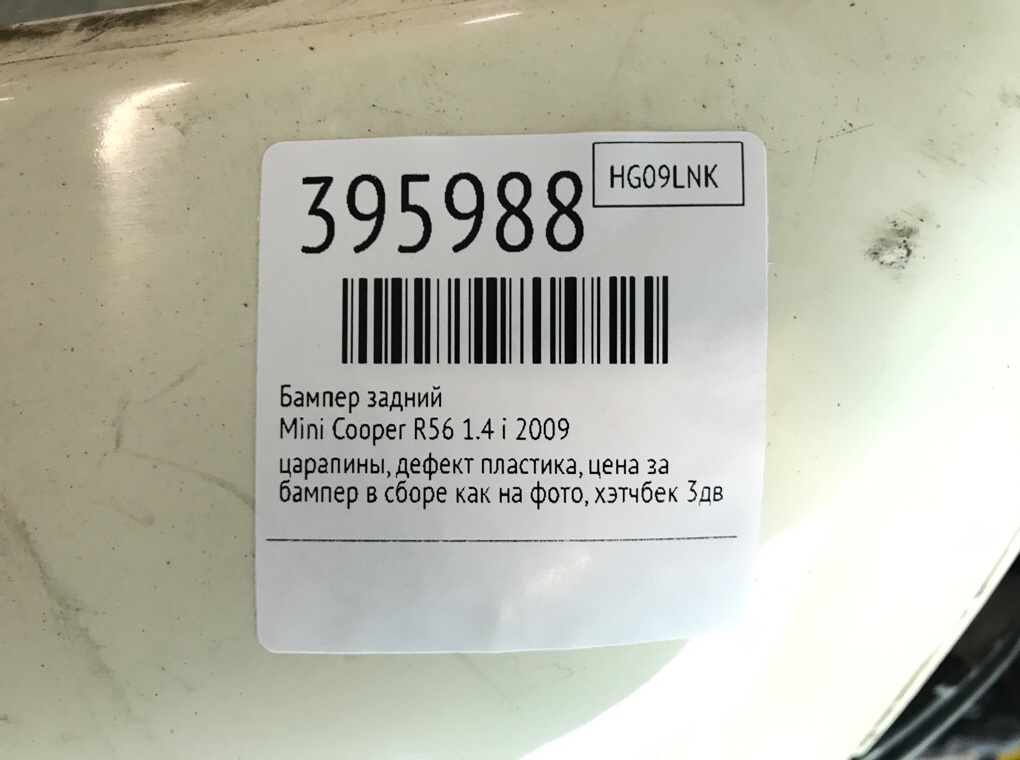 395988
HG09LNK
Бампер задний
Mini Cooper R56 1.4 i 2009
царапины, дефект пластика, цена за
бампер в сборе как на фото, хэтчбек 3дв